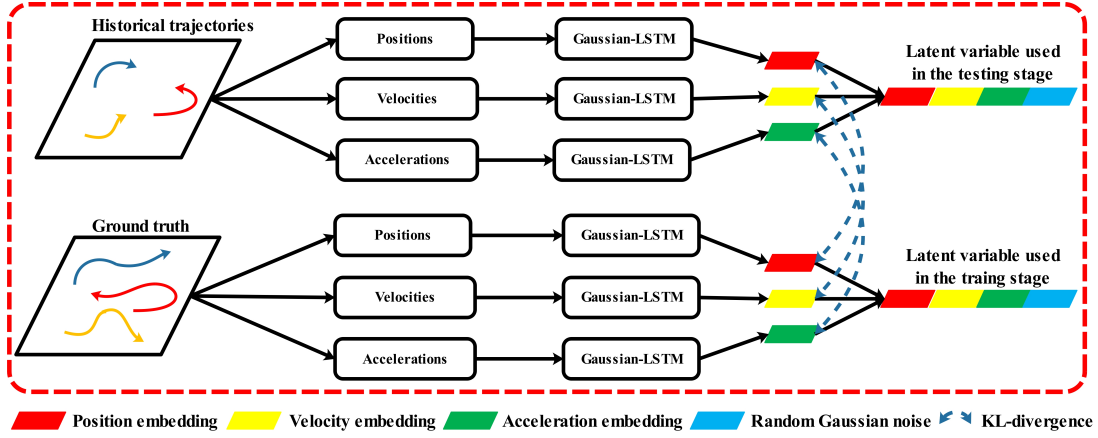 Historical trajectories
Positions
Gaussian-LSTM
Velocities
Gaussian-LSTM
Accelerations
Gaussian-LSTM
Latent variable used
in the testing stage
Ground truth
Positions
Gaussian-LSTM
Velocities
Gaussian-LSTM
Accelerations
Gaussian-LSTM
Latent variable used
in the traing stage
Position embedding
Velocity embedding
Acceleration embedding
Random Gaussian noise
KL-divergence